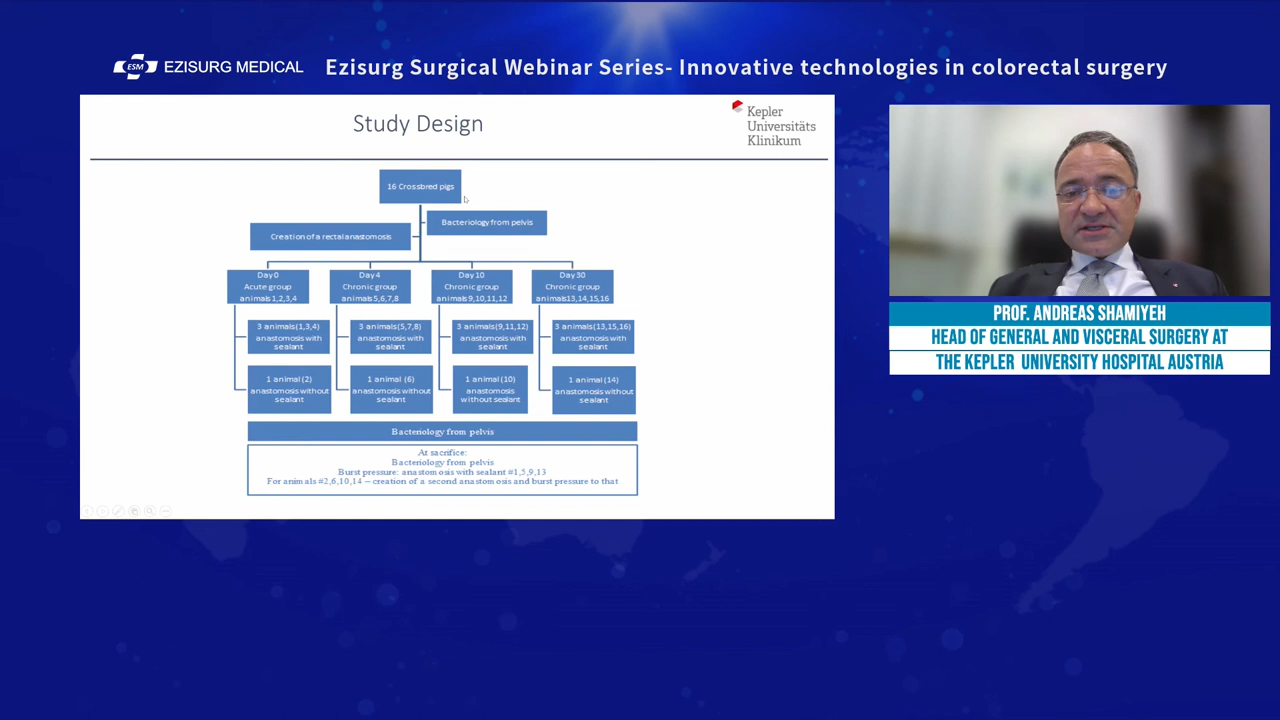 ESM
EZISURG MEDICAL
Ezisurg Surgical Webinar Series- Innovative technologies in colorectal surgery
Study Design
Kepler
Universitäts
Klinikum
16 Crossbred pigs
Bacteriology from pelvis
Creation of a rectal anastomosis
Day 0
Acute group
animals 1,2,3,4
Day 4
Chronic group
animals 5,6,7,8
Day 10
Chronic group
animals 9,10,11,12
Day 30
Chronic group
animals13,14,15,16
3 animals (1,3,4)
anastomosis with
sealant
3 animals (5,7,8)
anastomosis with
sealant
3 animals (9,11,12)
anastomosis with
sealant
3 animals (13,15,16)
anastomosis with
sealant
1 animal (2)
anastomosis without
sealant
1 animal (6)
anastomosis without
sealant
1 animal (10)
anastomosis
without sealant
1 animal (14)
anastomosis without
sealant
Bacteriology from pelvis
At sacrifice:
Bacteriology from pelvis
Burst pressure: anastomosis with sealant #1,5,9,13
For animals #2,6,10,14 – creation of a second anastomosis and burst pressure to that
PROF. ANDREAS SHAMIYEH
HEAD OF GENERAL AND VISCERAL SURGERY AT
THE KEPLER UNIVERSITY HOSPITAL AUSTRIA